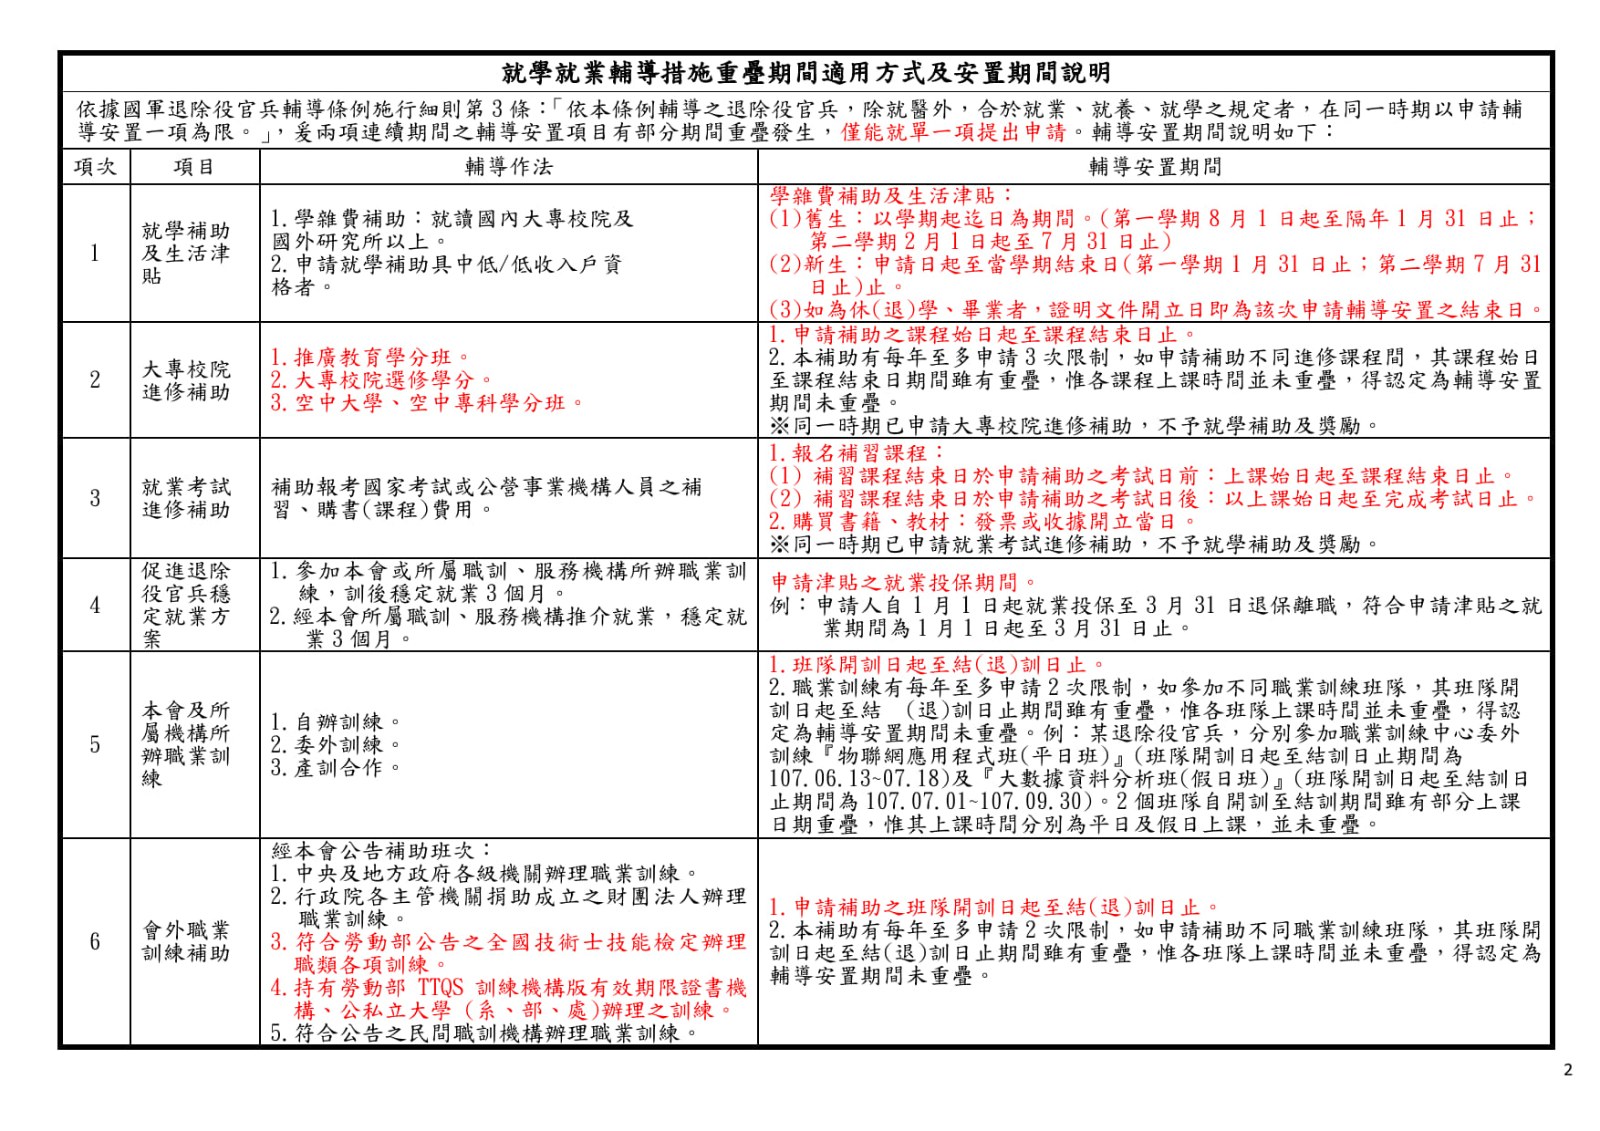 就學就業輔導措施重疊期間適用方式及安置期間說明
依據國軍退除役官兵輔導條例施行細則第 3 條：「依本條例輔導之退除役官兵，除就醫外，合於就業、就養、就學之規定者，在同一時期以申請輔
導安置一項為限。」，爰兩項連續期間之輔導安置項目有部分期間重疊發生，僅能就單一項提出申請。輔導安置期間說明如下：
項次 項目 輔導作法 輔導安置期間
1
就學補助
及生活津
貼
1.學雜費補助：就讀國內大專校院及
國外研究所以上。
2.申請就學補助具中低/低收入戶資
格者。
學雜費補助及生活津貼：
(1)舊生：以學期起迄日為期間。(第一學期 8 月 1 日起至隔年 1 月 31 日止；
第二學期 2 月 1 日起至 7 月 31 日止)
(2)新生：申請日起至當學期結束日(第一學期 1 月 31 日止；第二學期 7 月 31
日止)止。
(3)如為休(退)學、畢業者，證明文件開立日即為該次申請輔導安置之結束日。
2
大專校院
進修補助
1.推廣教育學分班。
2.大專校院選修學分。
3.空中大學、空中專科學分班。
1.申請補助之課程始日起至課程結束日止。
2.本補助有每年至多申請 3 次限制，如申請補助不同進修課程間，其課程始日
至課程結束日期間雖有重疊，惟各課程上課時間並未重疊，得認定為輔導安置
期間未重疊。
※同一時期已申請大專校院進修補助，不予就學補助及獎勵。
3
就業考試
進修補助
補助報考國家考試或公營事業機構人員之補
習、購書(課程)費用。
1.報名補習課程：
(1) 補習課程結束日於申請補助之考試日前：上課始日起至課程結束日止。
(2) 補習課程結束日於申請補助之考試日後：以上課始日起至完成考試日止。
2.購買書籍、教材：發票或收據開立當日。
※同一時期已申請就業考試進修補助，不予就學補助及獎勵。
4
促進退除
役官兵穩
定就業方
案
1.參加本會或所屬職訓、服務機構所辦職業訓
練，訓後穩定就業 3 個月。
2.經本會所屬職訓、服務機構推介就業，穩定就
業 3 個月。
申請津貼之就業投保期間。
例：申請人自 1 月 1 日起就業投保至 3 月 31 日退保離職，符合申請津貼之就
業期間為 1 月 1 日起至 3 月 31 日止。
5
本會及所
屬機構所
辦職業訓
練
1.自辦訓練。
2.委外訓練。
3.產訓合作。
1.班隊開訓日起至結(退)訓日止。
2.職業訓練有每年至多申請 2 次限制，如參加不同職業訓練班隊，其班隊開
訓日起至結 (退)訓日止期間雖有重疊，惟各班隊上課時間並未重疊，得認
定為輔導安置期間未重疊。例：某退除役官兵，分別參加職業訓練中心委外
訓練『物聯網應用程式班(平日班)』(班隊開訓日起至結訓日止期間為
107.06.13~07.18)及『大數據資料分析班(假日班)』(班隊開訓日起至結訓日
止期間為 107.07.01~107.09.30)。2 個班隊自開訓至結訓期間雖有部分上課
日期重疊，惟其上課時間分別為平日及假日上課，並未重疊。
6
會外職業
訓練補助
經本會公告補助班次：
1.中央及地方政府各級機關辦理職業訓練。
2.行政院各主管機關捐助成立之財團法人辦理
職業訓練。
3.符合勞動部公告之全國技術士技能檢定辦理
職類各項訓練。
4.持有勞動部 TTQS 訓練機構版有效期限證書機
構、公私立大學 (系、部、處)辦理之訓練。
5.符合公告之民間職訓機構辦理職業訓練。
1.申請補助之班隊開訓日起至結(退)訓日止。
2.本補助有每年至多申請 2 次限制，如申請補助不同職業訓練班隊，其班隊開
訓日起至結(退)訓日止期間雖有重疊，惟各班隊上課時間並未重疊，得認定為
輔導安置期間未重疊。
2